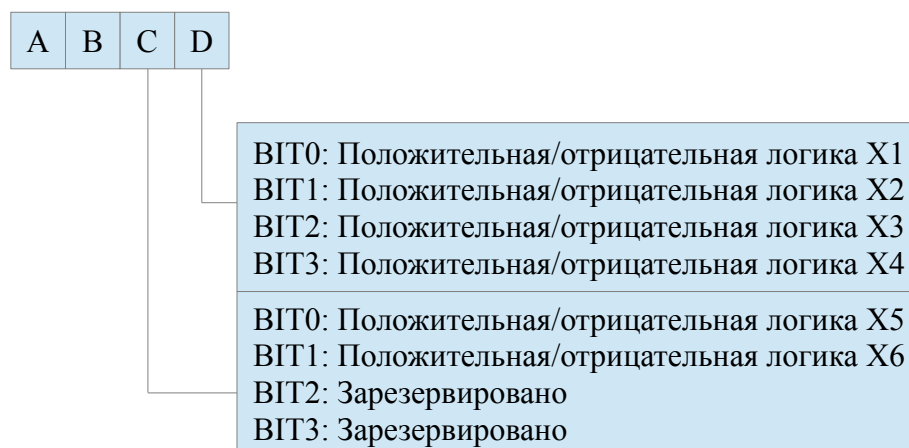 A B C D
BIT0: Положительная/отрицательная логика X1
BIT1: Положительная/отрицательная логика X2
BIT2: Положительная/отрицательная логика X3
BIT3: Положительная/отрицательная логика X4
BIT0: Положительная/отрицательная логика X5
BIT1: Положительная/отрицательная логика X6
BIT2: Зарезервировано
BIT3: Зарезервировано